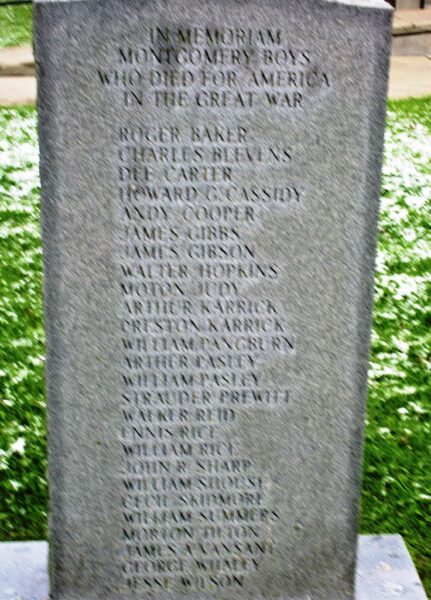 IN MEMORIAM
MONTGOMERY BOYS
WHO DIED FOR AMERICA
IN THE GREAT WAR
ROGER BAKER
CHARLES BLEVENS
DEE CARTER
HOWARD G. CASSIDY
ANDY COOPER
JAMES GIBBS
JAMES GIBSON
WALTER HOPKINS
MOTON JUDY
ARTHUR KARRICK
PRESTON KARRICK
WILLIAM PANGBURN
ARTHUR PASLEY
WILLIAM PASLEY
STRAUDER PREWITT
WALKER REID
ENNIS RICE
WILLIAM RICE
JOHN R. SHARP
WILLIAM SHOUSE
CECIL SKIDMORE
WILLIAM SUMMERS
MORTON TILTON
JAMES A. VASSANT
GEORGE WHALEY
JESSE WILSON